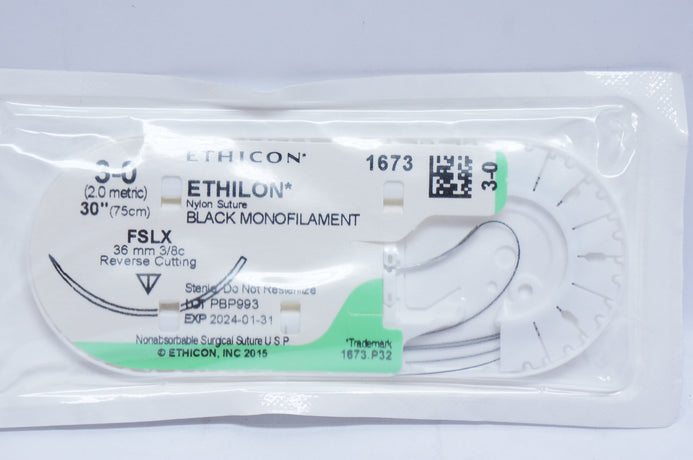 3-0
(2.0 metric)
30" (75cm)
FSLX
36 mm 3/8c
Reverse Cutting
ETHICON*
ETHILON*
Nylon Suture
BLACK MONOFILAMENT
1673
3-0
Sterile, Do Not Resterilize
LOT PBP993
EXP 2024-01-31
Nonabsorbable Surgical Suture U S P
© ETHICON, INC 2015
*Trademark
1673.P32